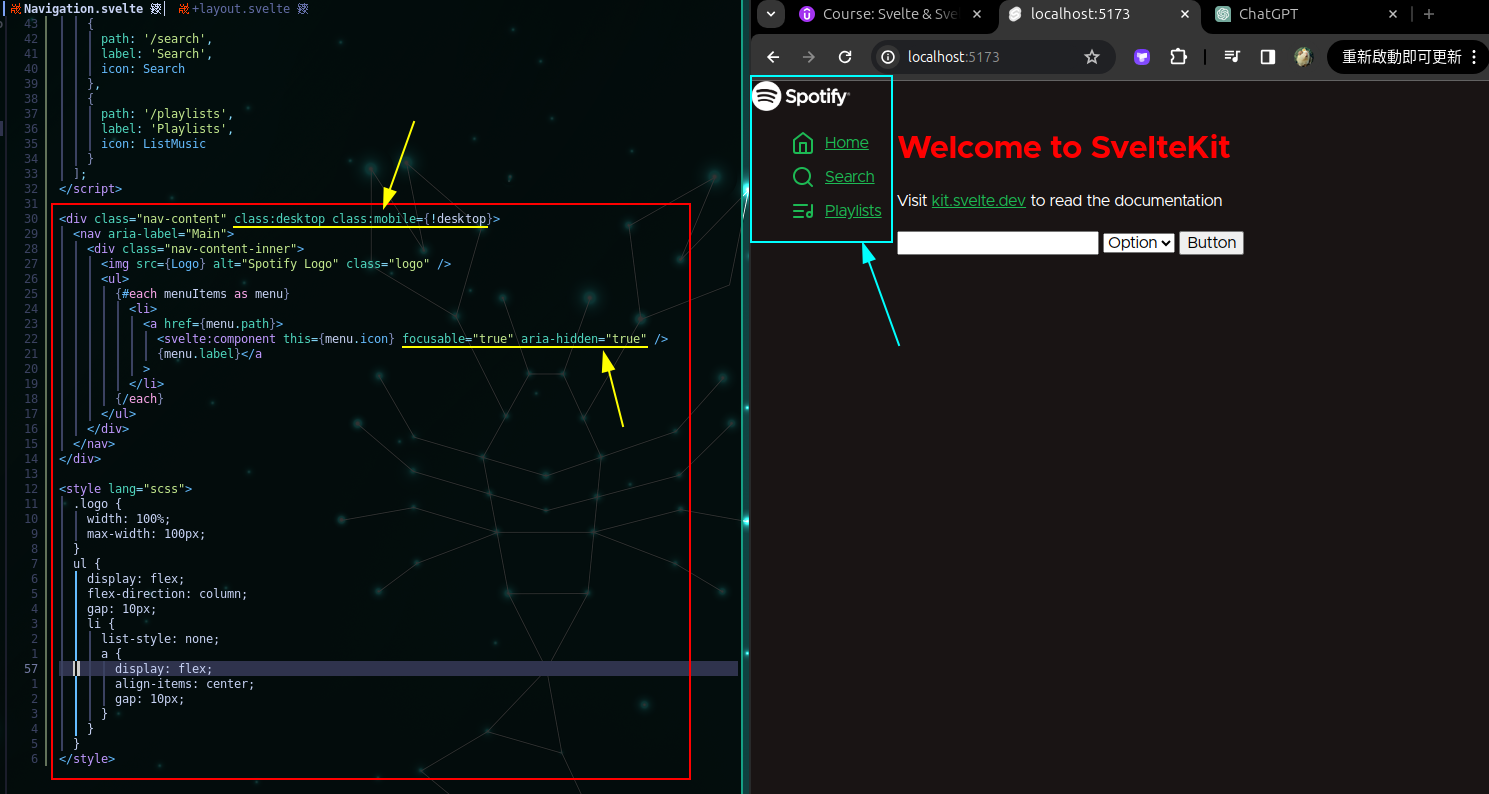 Navigation.svelte
+layout.svelte
43 {
42 path: '/search',
41 label: 'Search',
40 icon: Search
39 },
38 {
37 path: '/playlists',
36 label: 'Playlists',
35 icon: ListMusic
34 }
33 ];
32 </script>
31
30 <div class="nav-content" class:desktop class:mobile={!desktop}>
29 <nav aria-label="Main">
28 <div class="nav-content-inner">
27 <img src={Logo} alt="Spotify Logo" class="logo" />
26 <ul>
25 {#each menuItems as menu}
24 <li>
23 <a href={menu.path}>
22 <svelte:component this={menu.icon} focusable="true" aria-hidden="true" />
21 {menu.label}</a
20 >
19 </li>
18 {/each}
17 </ul>
16 </div>
15 </nav>
14 </div>
13
12 <style lang="scss">
11 .logo {
10 width: 100%;
9 max-width: 100px;
8 }
7 ul {
6 display: flex;
5 flex-direction: column;
4 gap: 10px;
3 li {
2 list-style: none;
1 a {
57 display: flex;
1 align-items: center;
2 gap: 10px;
3 }
4 }
5 }
6 </style>
Course: Svelte & Sve
localhost:5173
ChatGPT
localhost:5173
重新啟動即可更新
Spotify
Home
Search
Playlists
Welcome to SvelteKit
Visit kit.svelte.dev to read the documentation
Option
Button